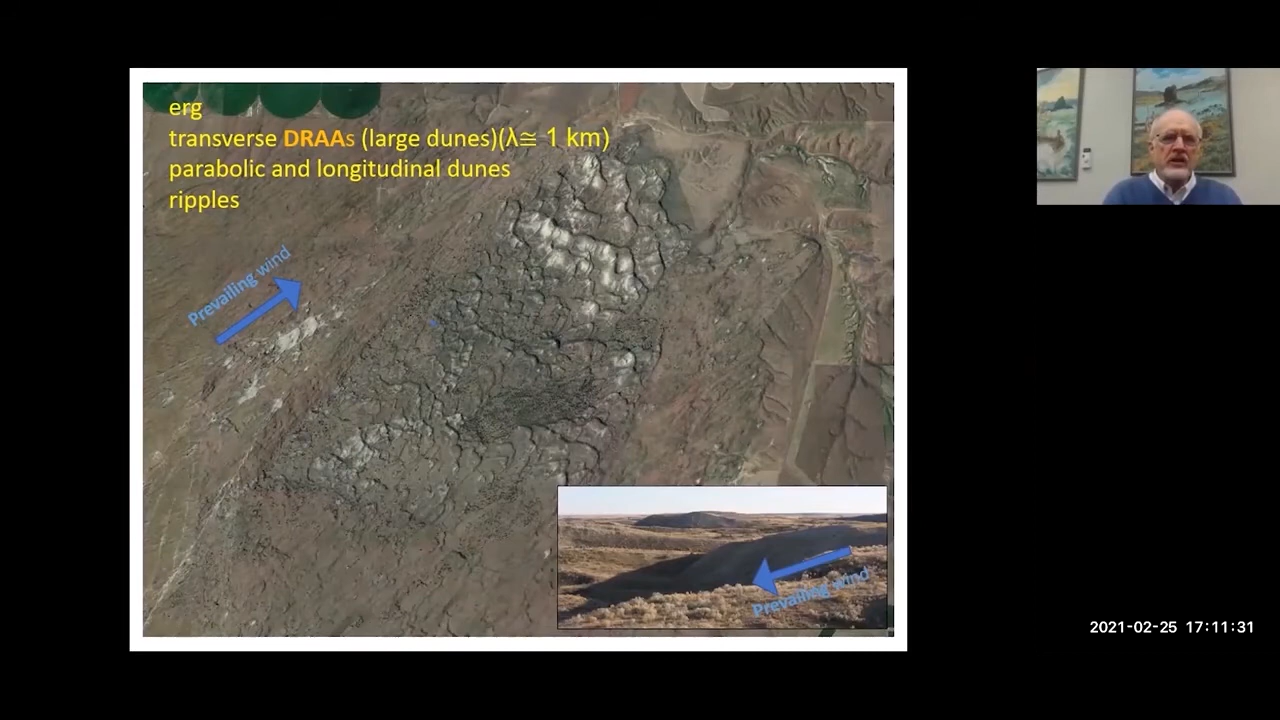 erg
transverse DRAAs (large dunes)(λ≅ 1 km)
parabolic and longitudinal dunes
ripples
Prevailing wind
Prevailing wind
2021-02-25 17:11:31